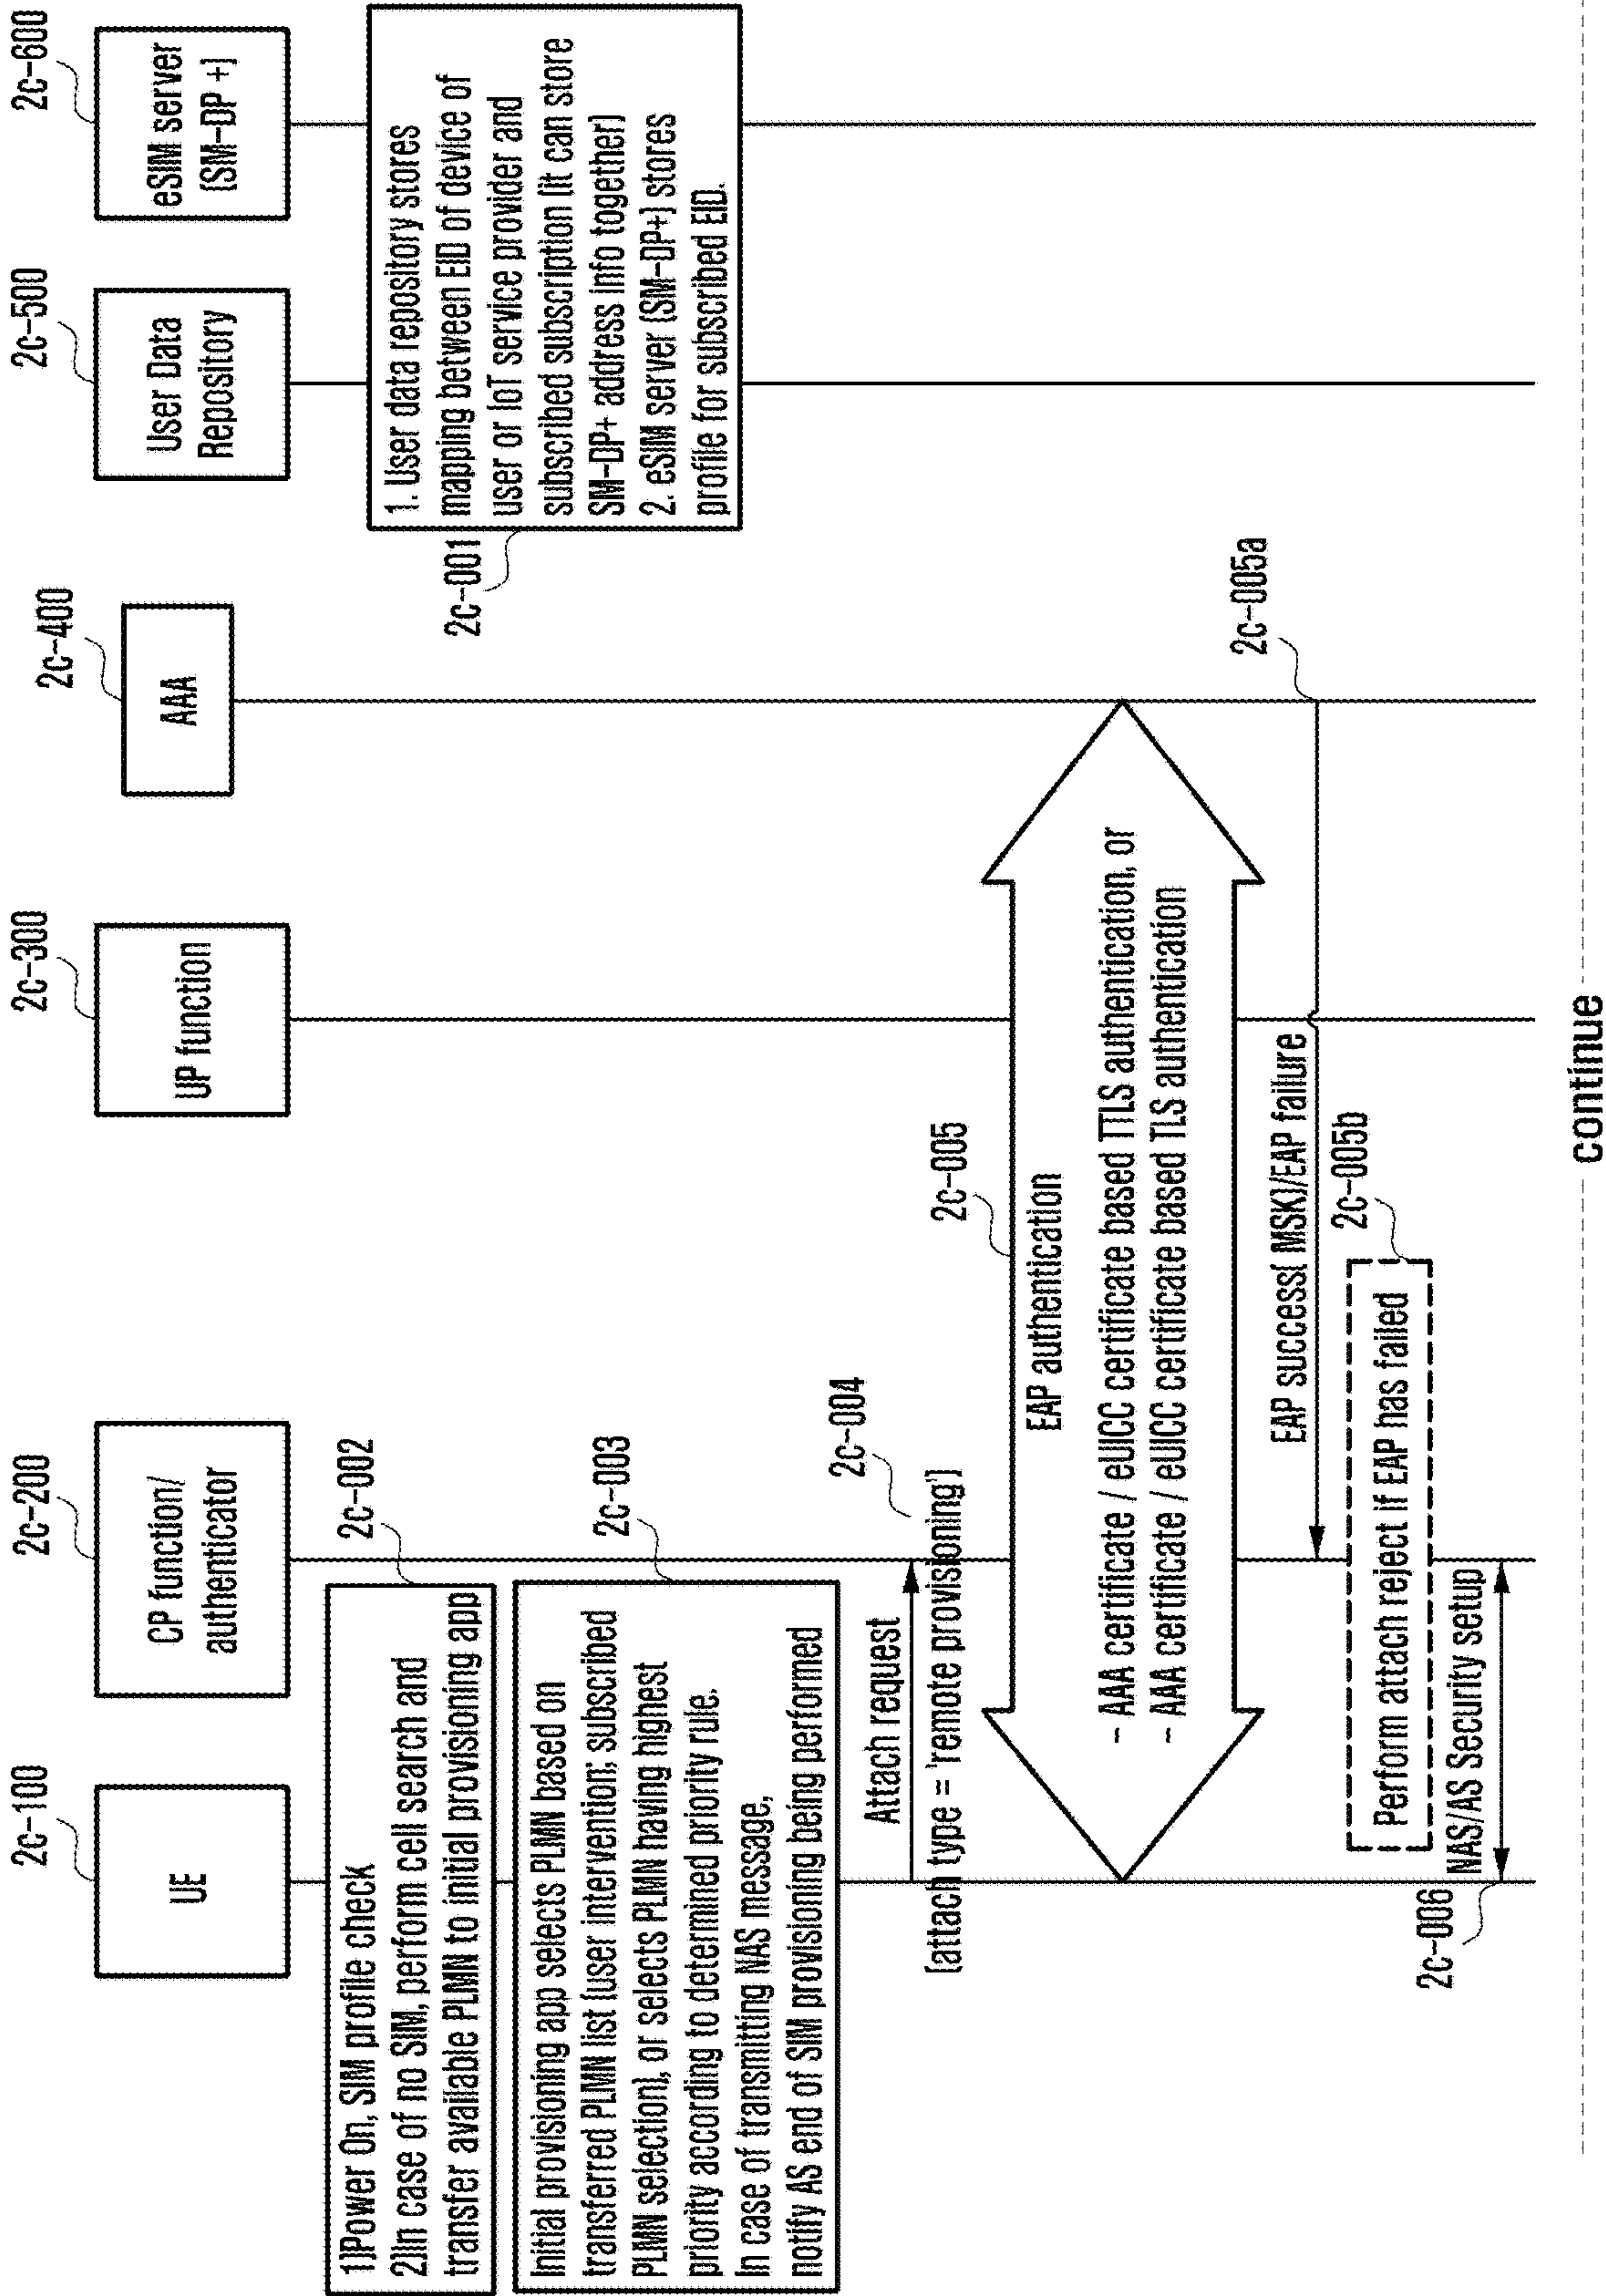 2c-100
2c-200
2c-300
2c-400
2c-500
2c-600
UE
CP function/
authenticator
UP function
AAA
User Data
Repository
eSIM server
(SM-DP +)
2c-001
1. User data repository stores
mapping between EID of device of
user or IoT service provider and
subscribed subscription (it can store
SM-DP+ address info together)
2. eSIM server (SM-DP+) stores
profile for subscribed EID.
2c-002
1)Power On, SIM profile check
2)In case of no SIM, perform cell search and
transfer available PLMN to initial provisioning app
2c-003
Initial provisioning app selects PLMN based on
transferred PLMN list (user intervention; subscribed
PLMN selection), or selects PLMN having highest
priority according to determined priority rule.
In case of transmitting NAS message,
notify AS end of SIM provisioning being performed
2c-004
Attach request
(attach type = 'remote provisioning')
2c-005
EAP authentication
- AAA certificate / eUICC certificate based TTLS authentication, or
- AAA certificate / eUICC certificate based TLS authentication
2c-005a
EAP success( MSK)/EAP failure
2c-005b
Perform attach reject if EAP has failed
NAS/AS Security setup
2c-006
continue